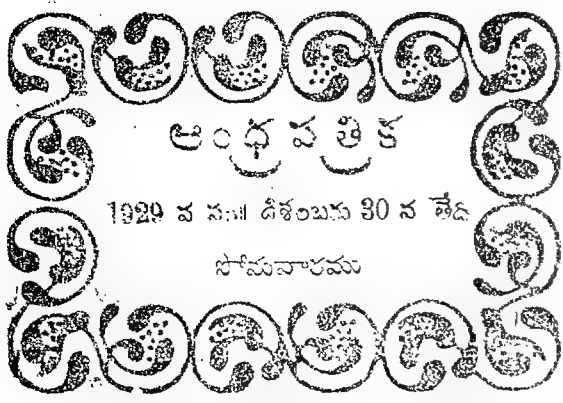 ఆంధ్రపత్రిక
1929 వ సం॥ డిశంబరు 30 వ తేది
సోమవారము